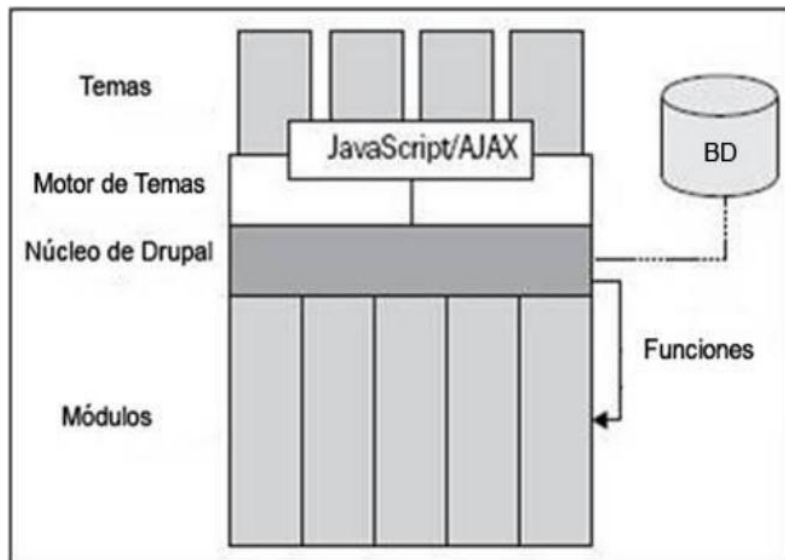 Temas
JavaScript/AJAX
BD
Motor de Temas
Núcleo de Drupal
Funciones
Módulos